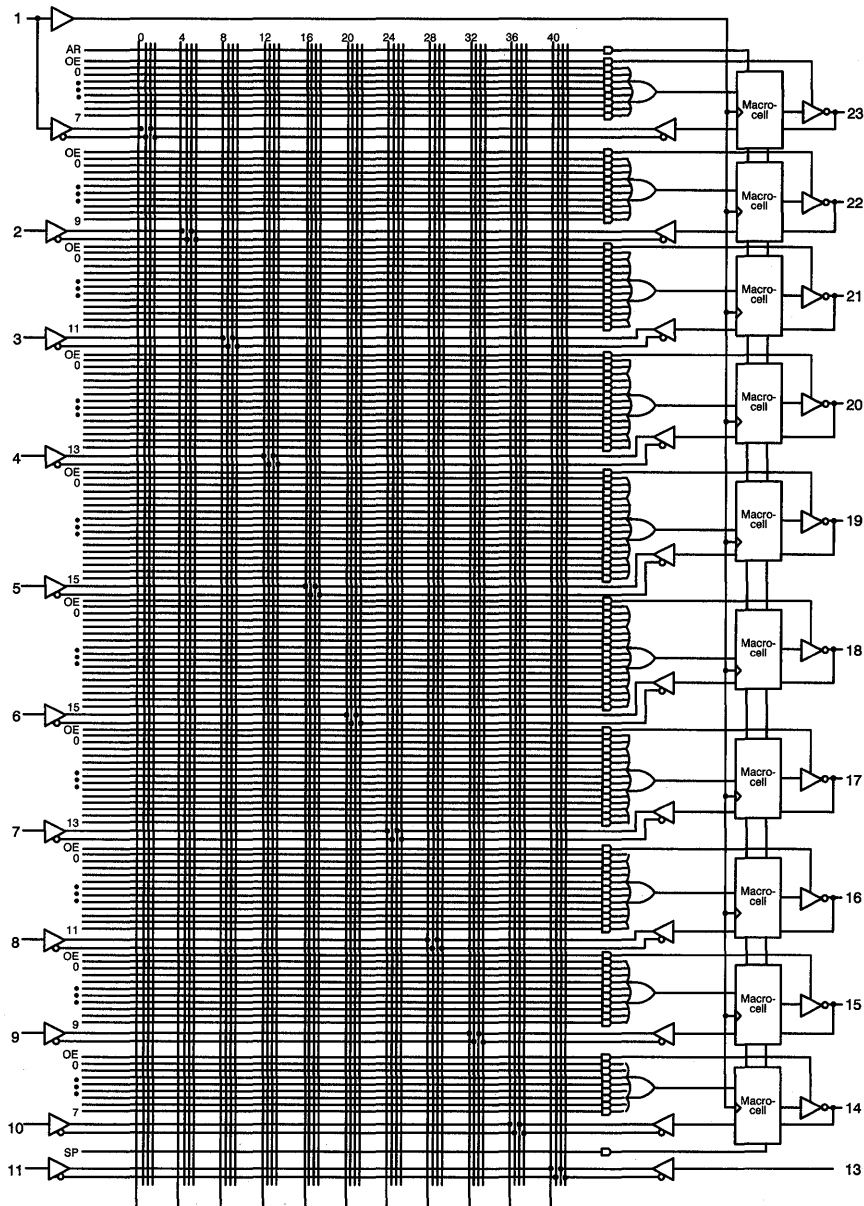 1
0 4 8 12 16 20 24 28 32 36 40
AR
OE
0
7
Macro-
cell
23
OE
0
9
Macro-
cell
2
22
OE
0
11
Macro-
cell
3
21
OE
0
13
Macro-
cell
4
20
OE
0
15
Macro-
cell
5
19
OE
0
15
Macro-
cell
6
18
OE
0
13
Macro-
cell
7
17
OE
0
11
Macro-
cell
8
16
OE
0
9
Macro-
cell
9
15
OE
0
7
Macro-
cell
10
14
SP
11
13